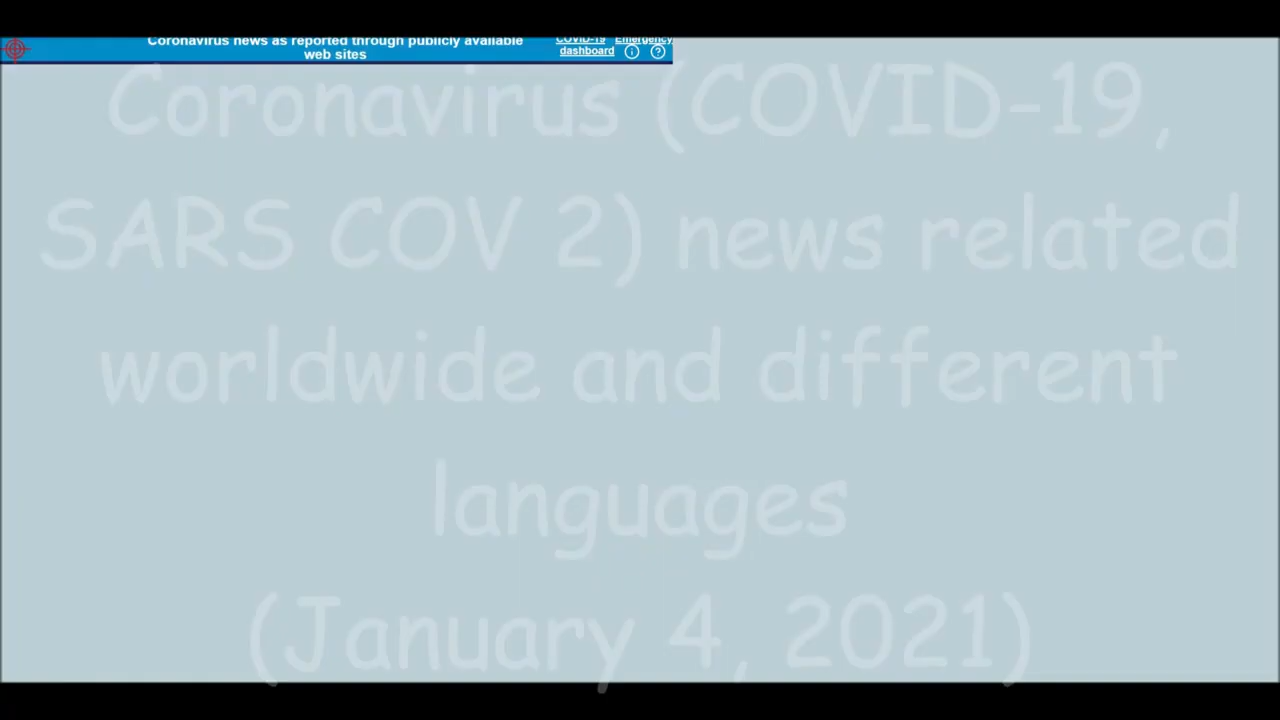 Coronavirus news as reported through publicly available
web sites
COVID-19 Emergency
dashboard
Coronavirus (COVID-19,
SARS COV 2) news related
worldwide and different
languages
(January 4, 2021)